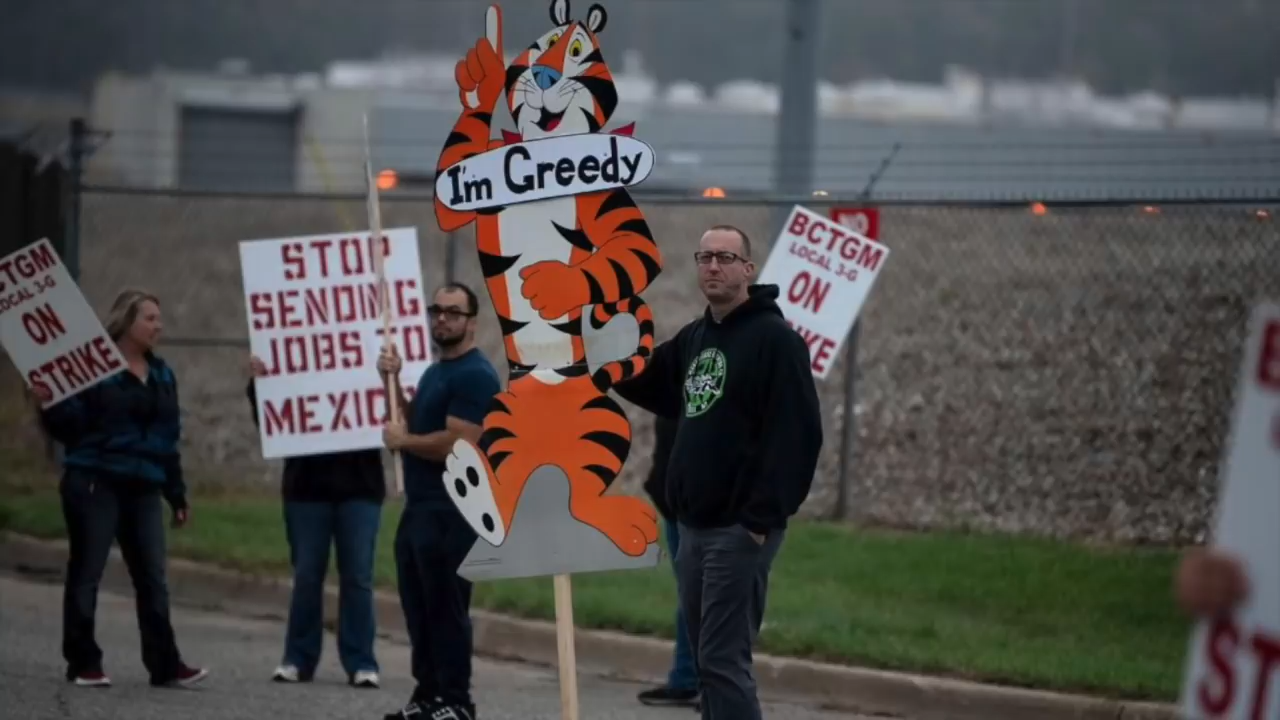 I'm Greedy
BCTGM
LOCAL 3-G
ON
STRIKE
STOP
SENDING
JOBS TO
MEXICO
BCTGM
LOCAL 3-G
ON
STRIKE